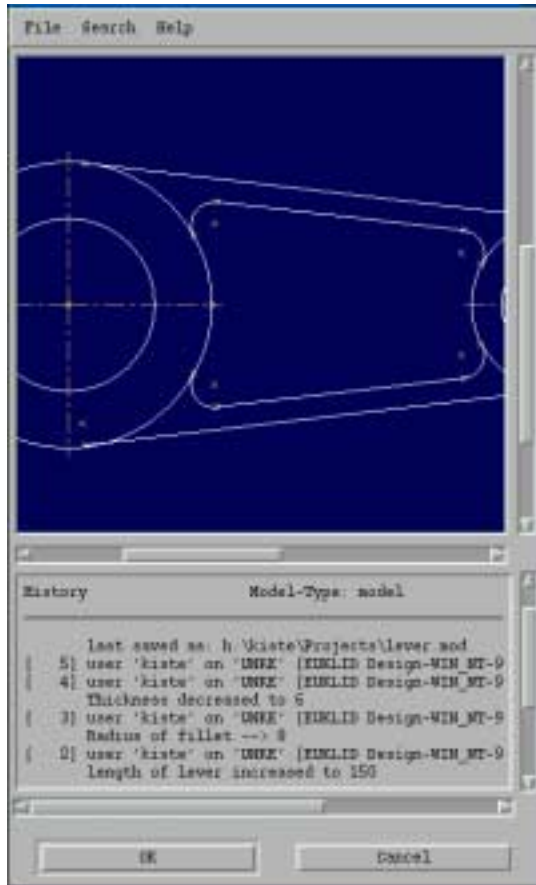 File Search Help
History Model-Type: model
last saved as: h:\kiste\Projects\lever.mod
[ 5] user 'kiste' on 'UNKE' [EUKLID Design-WIN_NT-9
[ 4] user 'kiste' on 'UNKE' [EUKLID Design-WIN_NT-9
Thickness decreased to 6
[ 3] user 'kiste' on 'UNKE' [EUKLID Design-WIN_NT-9
Radius of fillet --> 8
[ 2] user 'kiste' on 'UNKE' [EUKLID Design-WIN_NT-9
length of lever increased to 150
OK Cancel